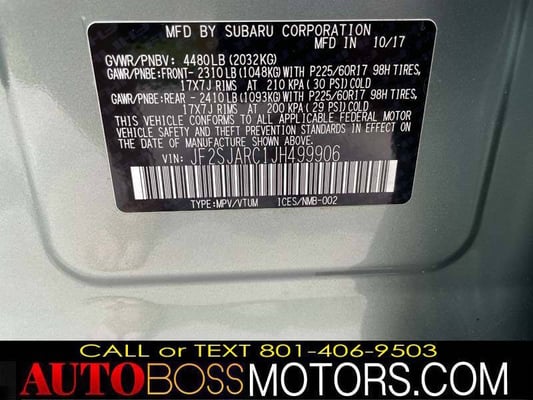 MFD BY SUBARU CORPORATION
MFD IN 10/17
GVWR/PNBV: 4480LB (2032KG)
GAWR/PNBE:FRONT- 2310LB (1048KG)WITH P225/60R17 98H TIRES,
17X7J RIMS AT 210 KPA (30 PSI) COLD
GAWR/PNBE:REAR - 2410LB (1093KG)WITH P225/60R17 98H TIRES,
17X7J RIMS AT 200 KPA (29 PSI) COLD
THIS VEHICLE CONFORMS TO ALL APPLICABLE FEDERAL MOTOR
VEHICLE SAFETY STANDARDS IN EFFECT ON THE
DATE OF MANUFACTURE SHOWN ABOVE.
VIN: JF2SJARC1JH499906
TYPE:MPV/VTUM ICES/NMB-002
CALL or TEXT 801-406-9503
AUTOBOSSMOTORS.COM